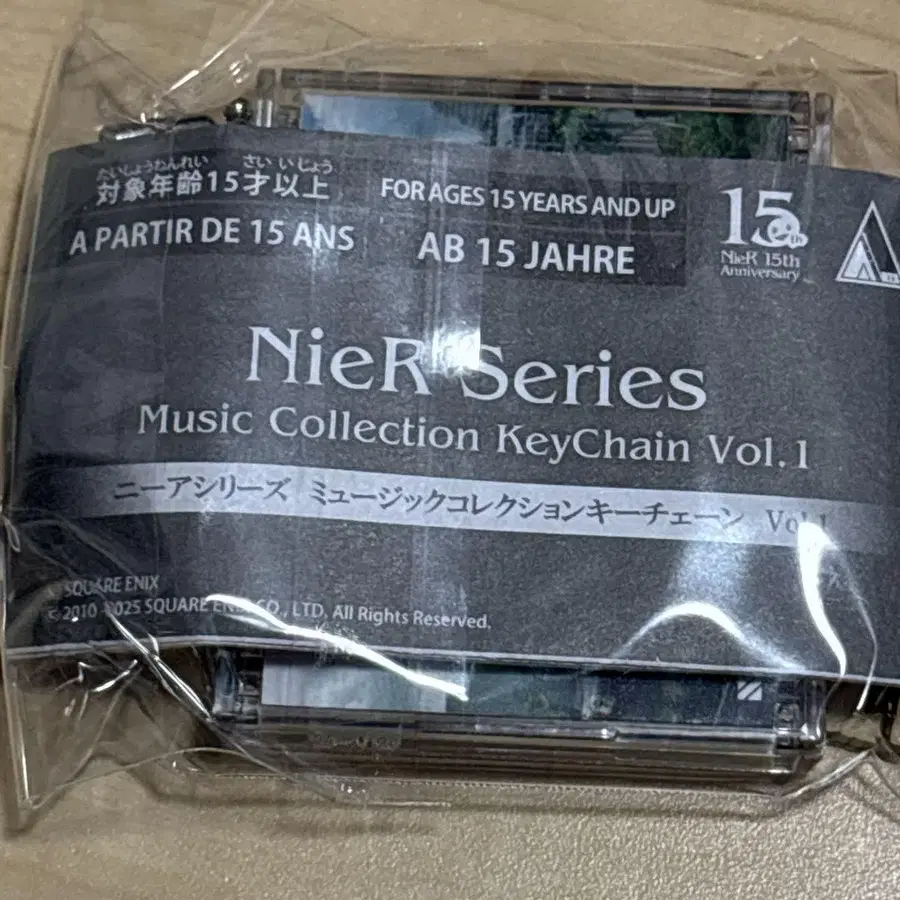 たいしょうねんれい さい いじょう
対象年齢15才以上
FOR AGES 15 YEARS AND UP
A PARTIR DE 15 ANS
AB 15 JAHRE
15th
NieR 15th
Anniversary
NieR Series
Music Collection KeyChain Vol.1
ニーアシリーズ ミュージックコレクションキーチェーン Vol.1
SQUARE ENIX
© 2010 2025 SQUARE ENIX CO., LTD. All Rights Reserved.